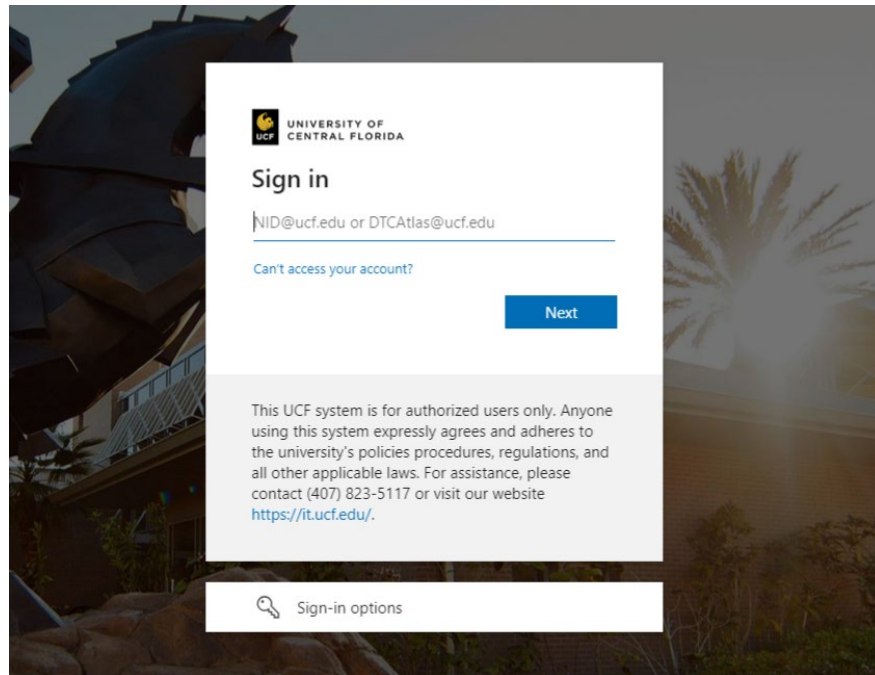 UCF
UNIVERSITY OF
CENTRAL FLORIDA
Sign in
NID@ucf.edu or DTCAtlas@ucf.edu
Can't access your account?
Next
This UCF system is for authorized users only. Anyone
using this system expressly agrees and adheres to
the university's policies procedures, regulations, and
all other applicable laws. For assistance, please
contact (407) 823-5117 or visit our website
https://it.ucf.edu/.
Sign-in options